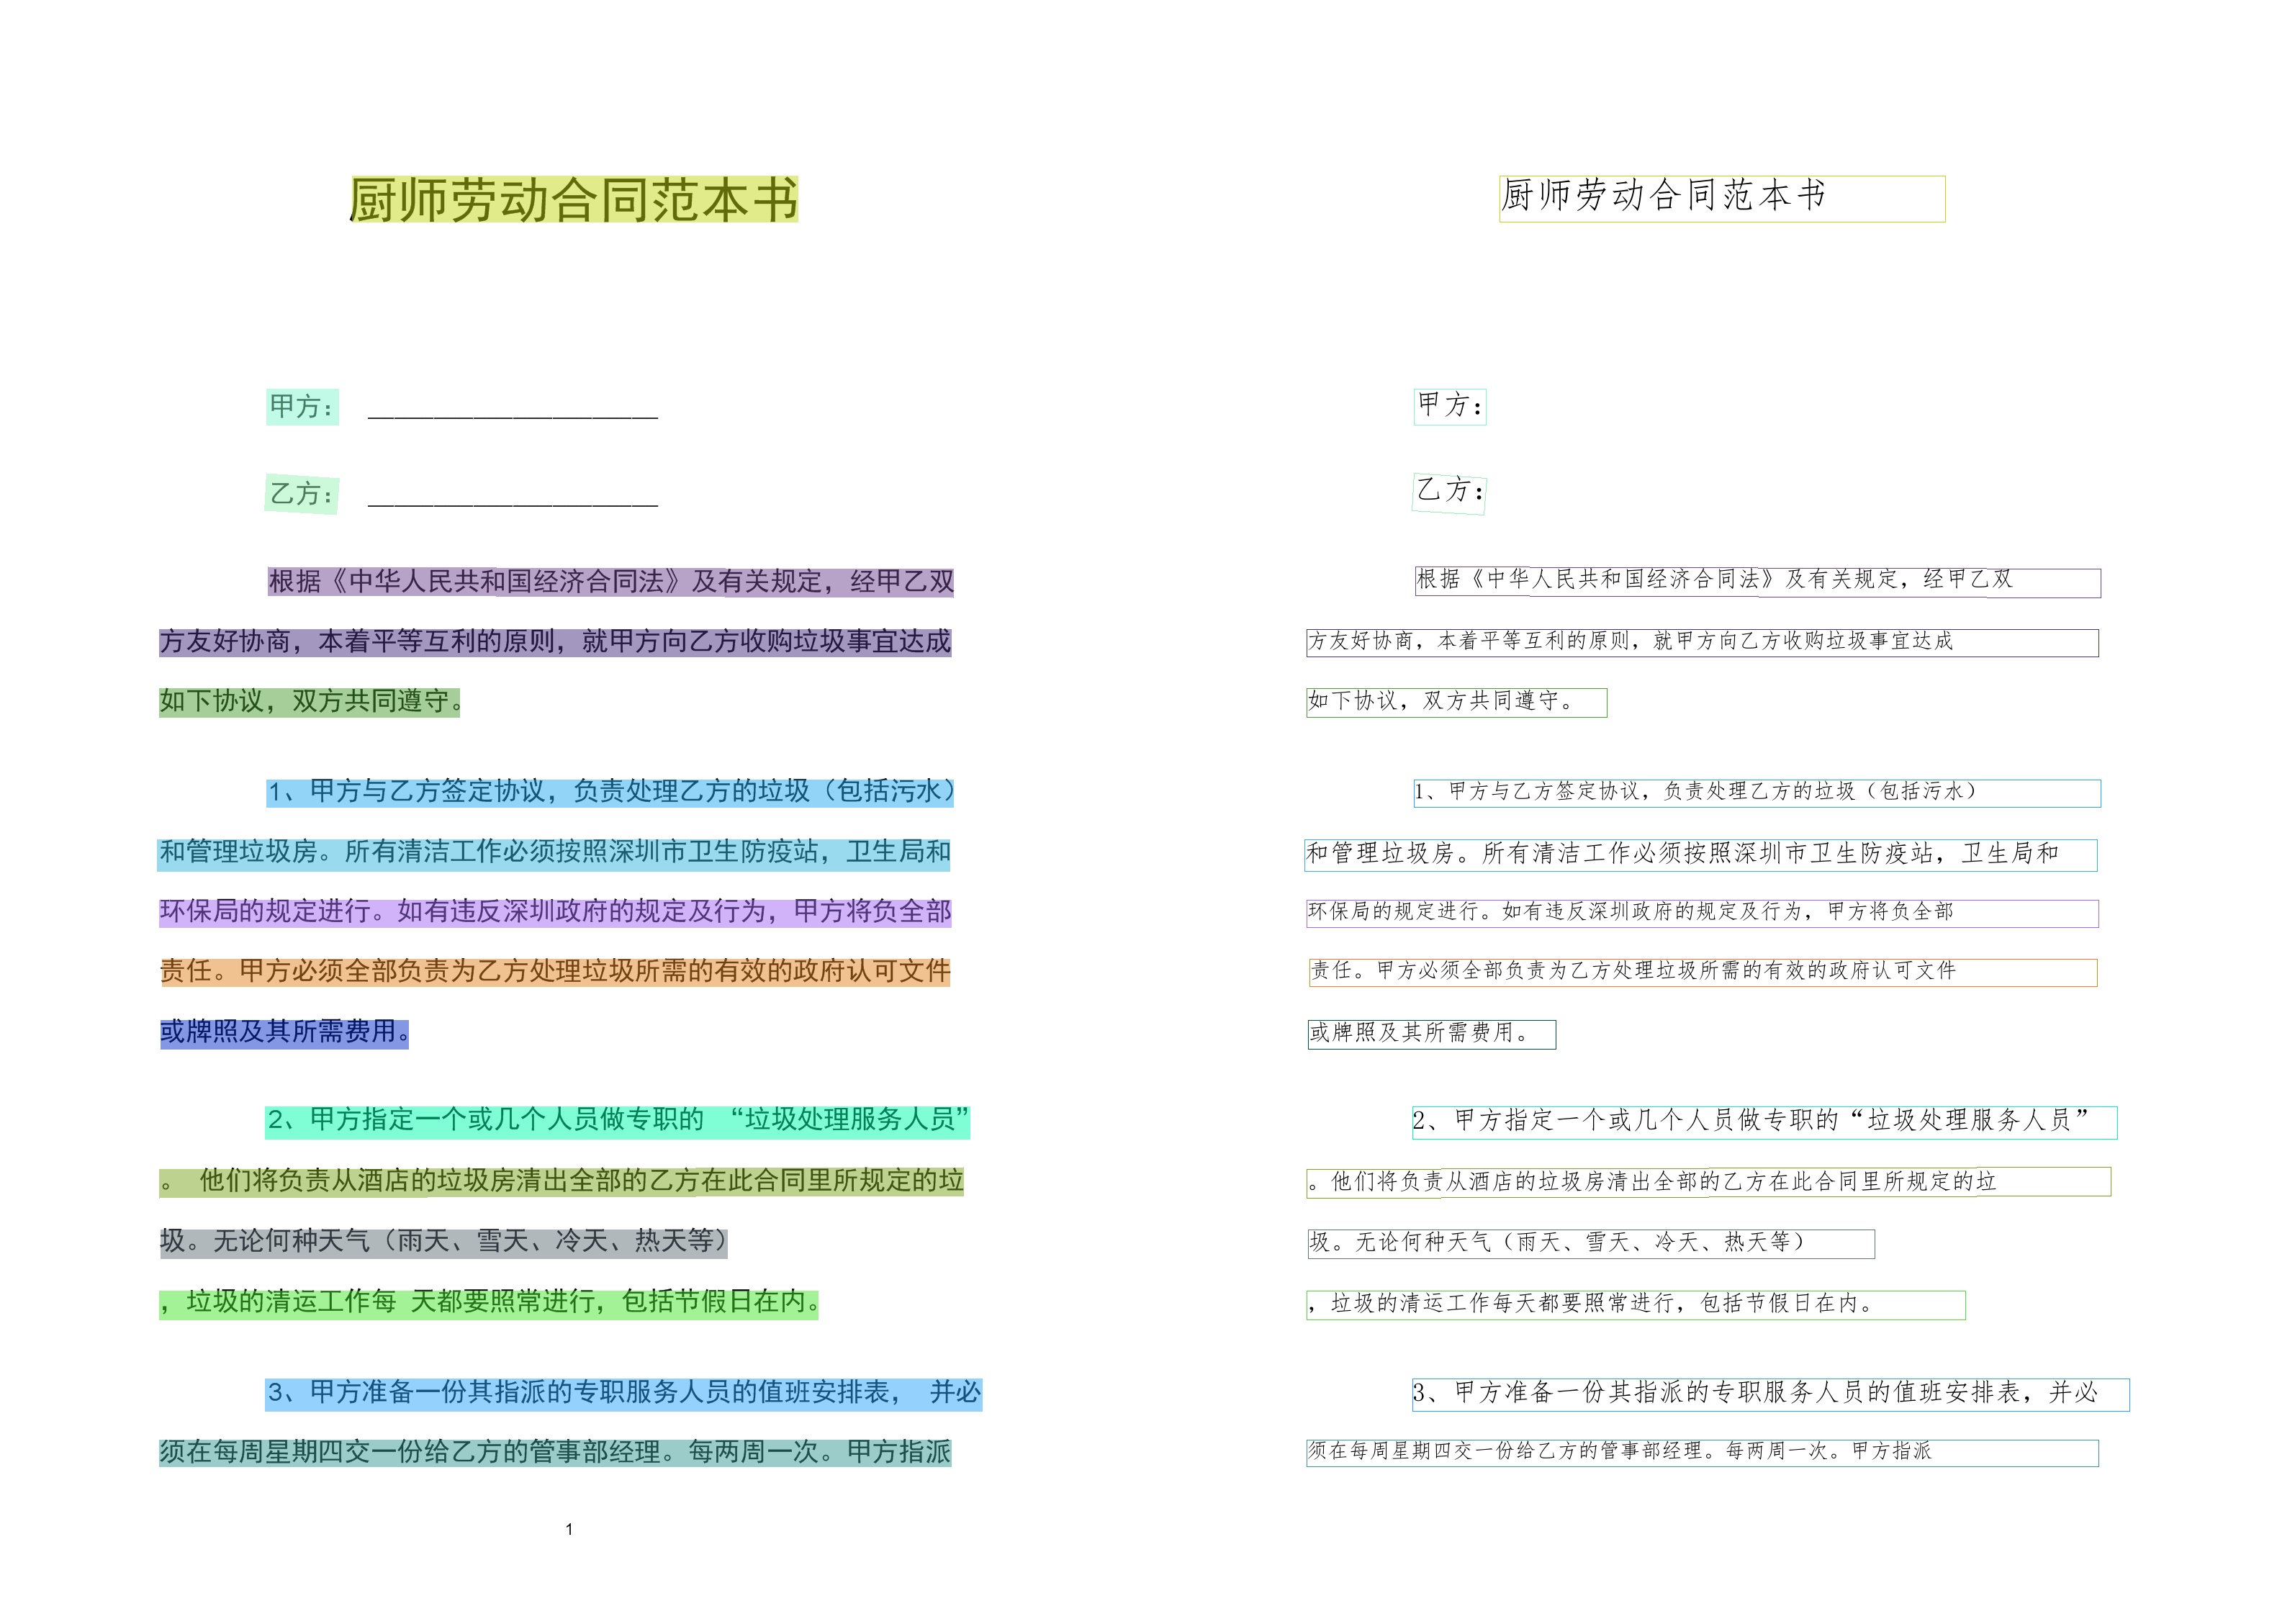 厨师劳动合同范本书
甲方： ______________________
乙方： ______________________
根据《中华人民共和国经济合同法》及有关规定，经甲乙双
方友好协商，本着平等互利的原则，就甲方向乙方收购垃圾事宜达成
如下协议，双方共同遵守。
1、甲方与乙方签定协议，负责处理乙方的垃圾（包括污水）
和管理垃圾房。所有清洁工作必须按照深圳市卫生防疫站，卫生局和
环保局的规定进行。如有违反深圳政府的规定及行为，甲方将负全部
责任。甲方必须全部负责为乙方处理垃圾所需的有效的政府认可文件
或牌照及其所需费用。
2、甲方指定一个或几个人员做专职的 “垃圾处理服务人员”
。 他们将负责从酒店的垃圾房清出全部的乙方在此合同里所规定的垃
圾。无论何种天气（雨天、雪天、冷天、热天等）
，垃圾的清运工作每 天都要照常进行，包括节假日在内。
3、甲方准备一份其指派的专职服务人员的值班安排表， 并必
须在每周星期四交一份给乙方的管事部经理。每两周一次。甲方指派
1
厨师劳动合同范本书
甲方：
乙方：
根据《中华人民共和国经济合同法》及有关规定，经甲乙双
方友好协商，本着平等互利的原则，就甲方向乙方收购垃圾事宜达成
如下协议，双方共同遵守。
1、甲方与乙方签定协议，负责处理乙方的垃圾（包括污水）
和管理垃圾房。所有清洁工作必须按照深圳市卫生防疫站，卫生局和
环保局的规定进行。如有违反深圳政府的规定及行为，甲方将负全部
责任。甲方必须全部负责为乙方处理垃圾所需的有效的政府认可文件
或牌照及其所需费用。
2、甲方指定一个或几个人员做专职的“垃圾处理服务人员”
。他们将负责从酒店的垃圾房清出全部的乙方在此合同里所规定的垃
圾。无论何种天气（雨天、雪天、冷天、热天等）
，垃圾的清运工作每天都要照常进行，包括节假日在内。
3、甲方准备一份其指派的专职服务人员的值班安排表，并必
须在每周星期四交一份给乙方的管事部经理。每两周一次。甲方指派